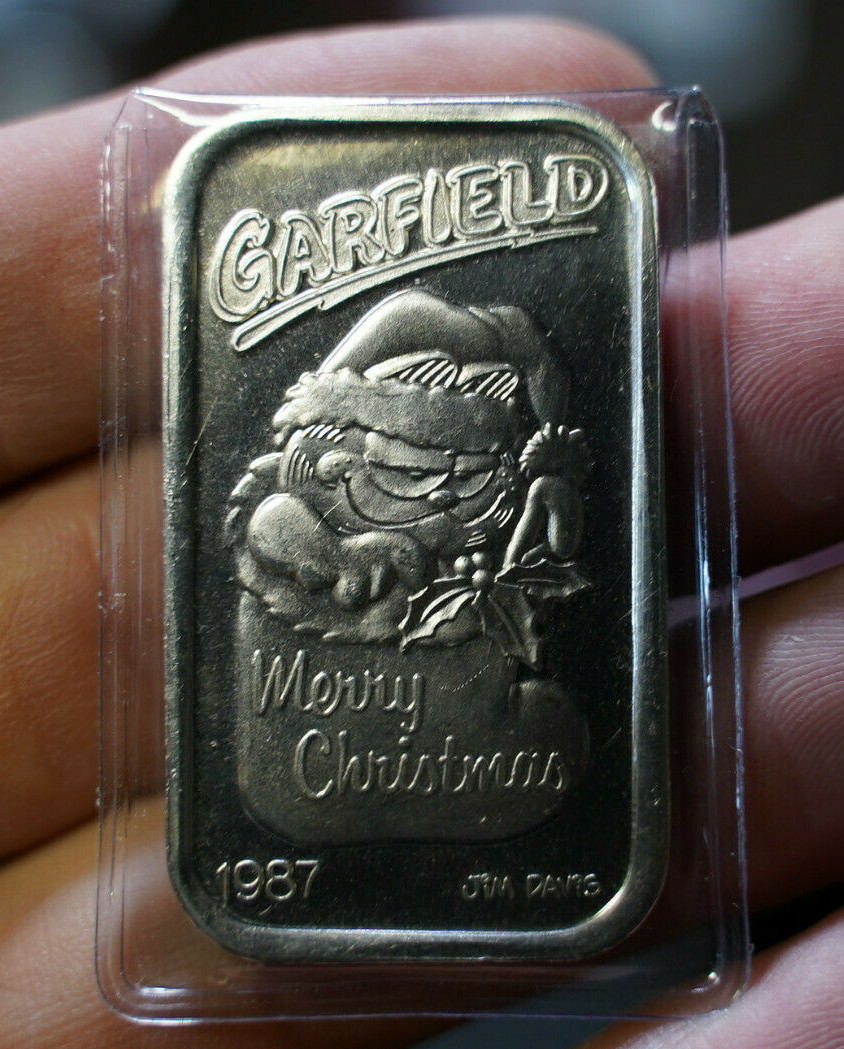 GARFIELD
Merry
Christmas
1987 JiM DAViS